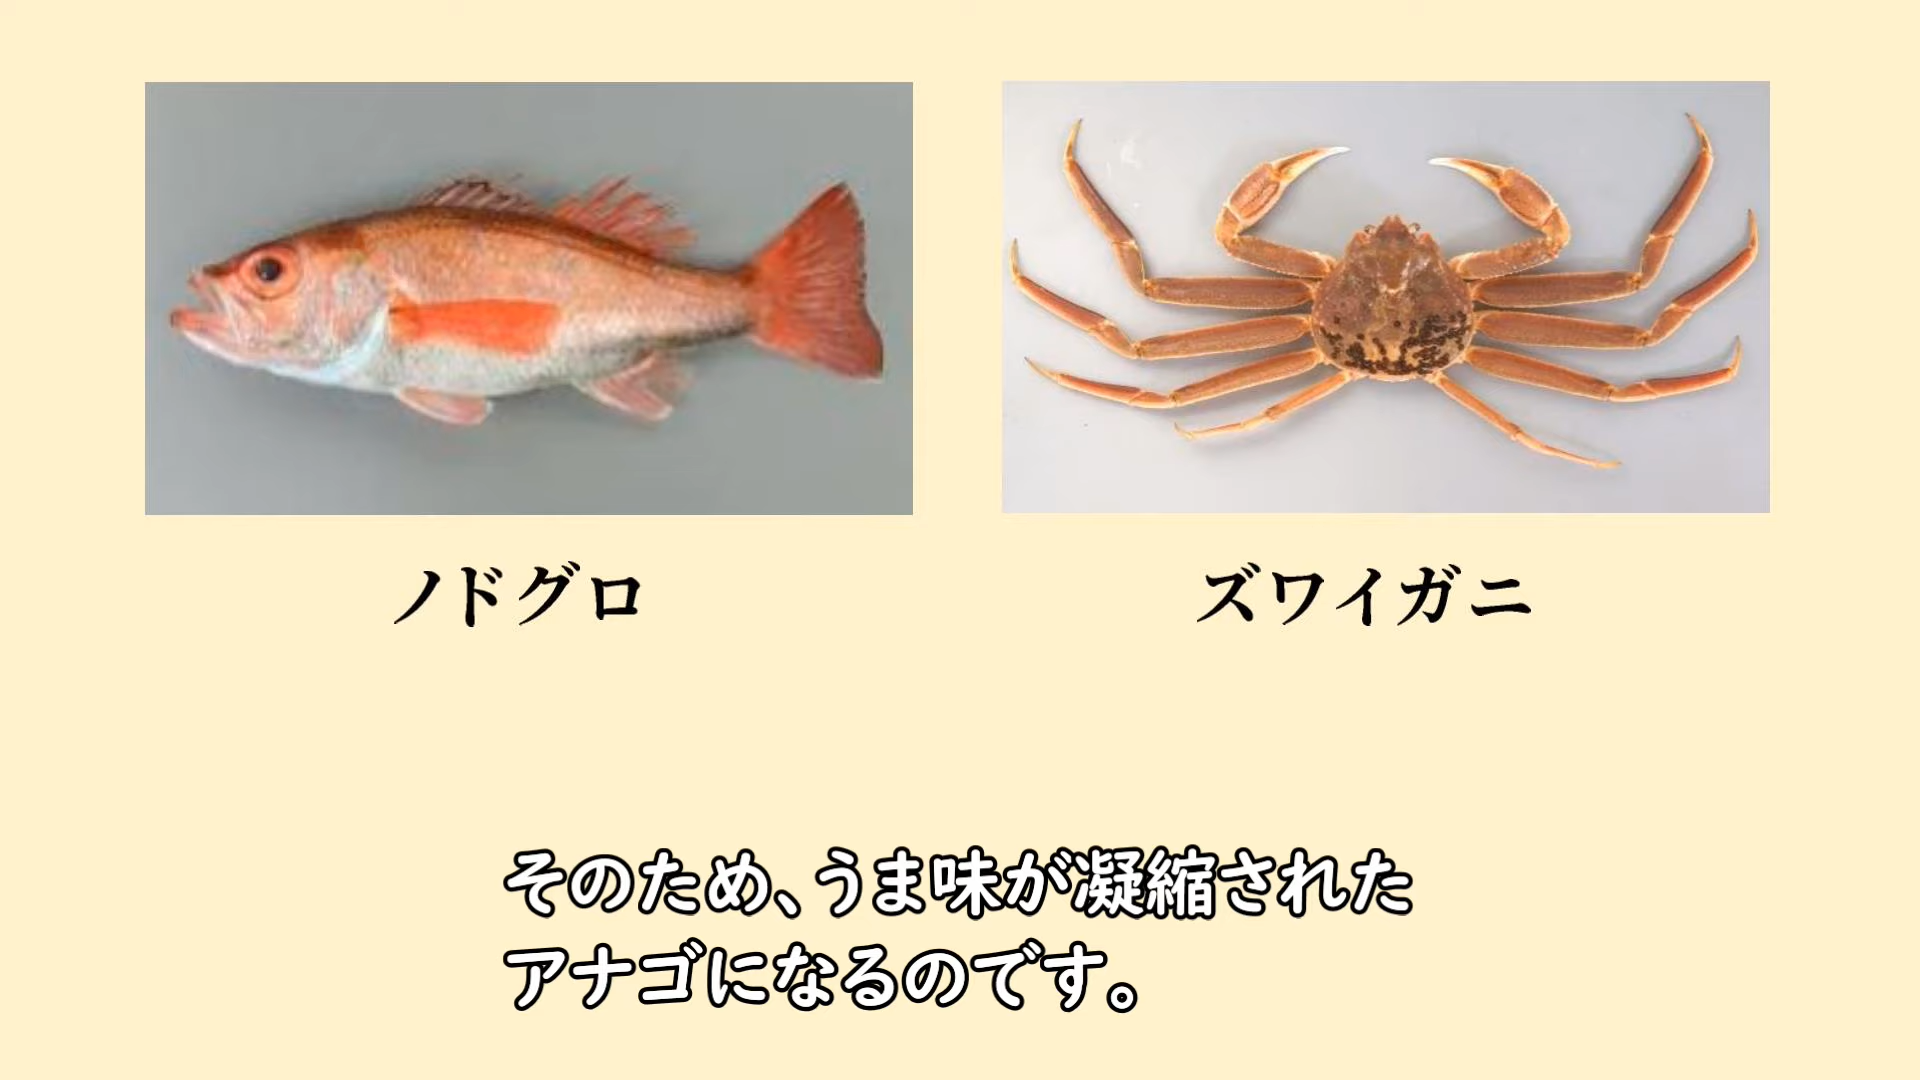 ノドグロ
ズワイガニ
そのため、うま味が凝縮された
アナゴになるのです。